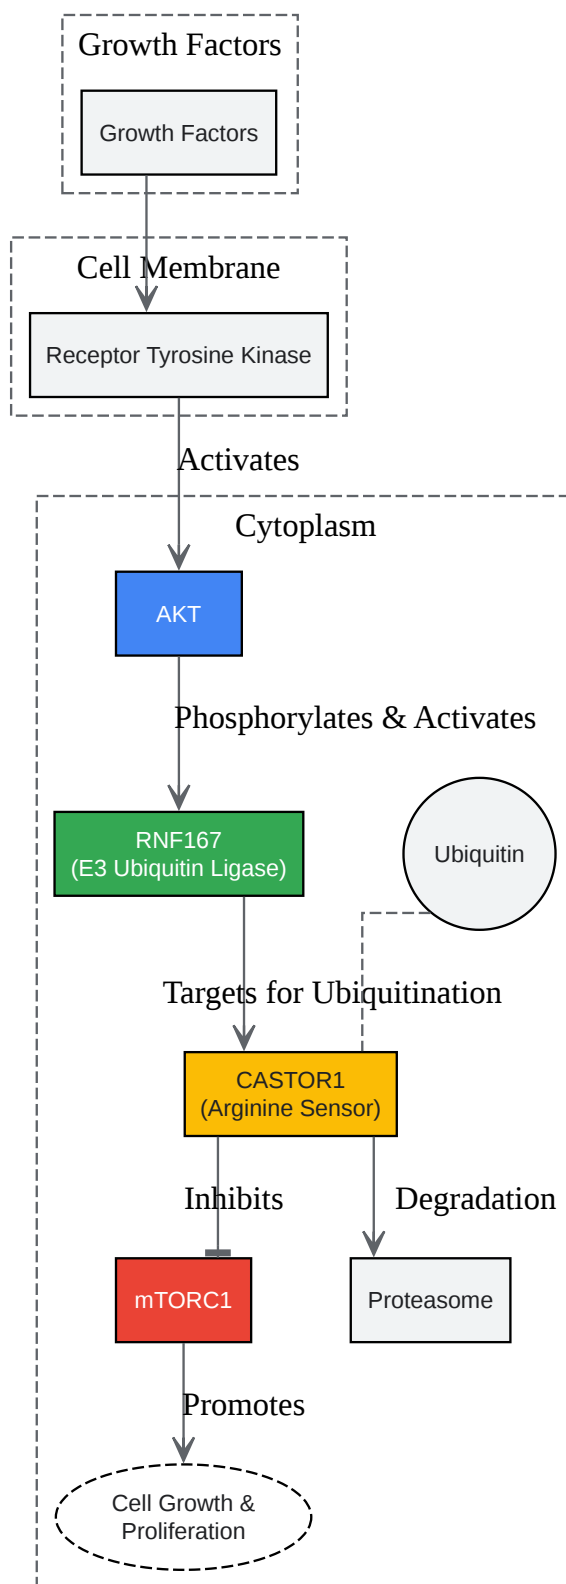 Growth Factors
Growth Factors
Cell Membrane
Receptor Tyrosine Kinase
Activates
Cytoplasm
AKT
Phosphorylates & Activates
RNF167
(E3 Ubiquitin Ligase)
Ubiquitin
Targets for Ubiquitination
CASTOR1
(Arginine Sensor)
Inhibits
Degradation
mTORC1
Proteasome
Promotes
Cell Growth &
Proliferation